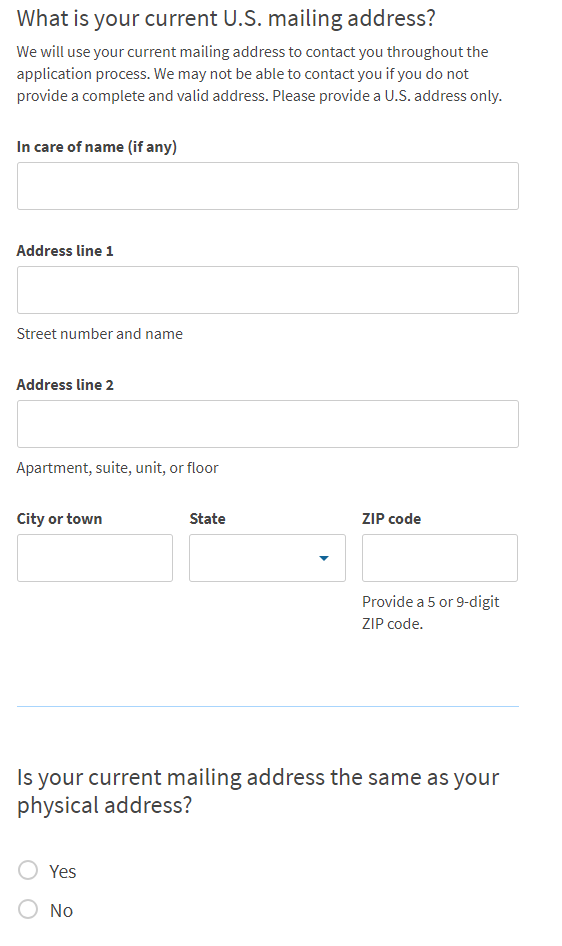 What is your current U.S. mailing address?
We will use your current mailing address to contact you throughout the
application process. We may not be able to contact you if you do not
provide a complete and valid address. Please provide a U.S. address only.
In care of name (if any)
Address line 1
Street number and name
Address line 2
Apartment, suite, unit, or floor
City or town State ZIP code
Provide a 5 or 9-digit
ZIP code.
Is your current mailing address the same as your
physical address?
Yes
No